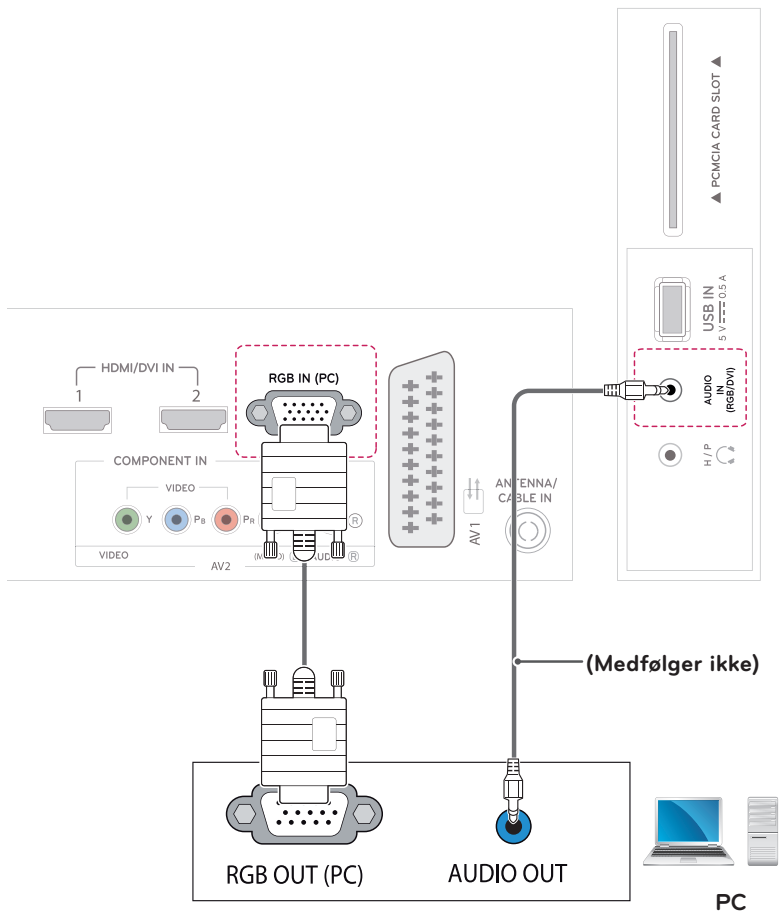 ▲ PCMCIA CARD SLOT ▲
USB IN
5 V 0.5 A
AUDIO
IN
(RGB/DVI)
H / P
HDMI/DVI IN
1
2
RGB IN (PC)
COMPONENT IN
VIDEO
Y
PB
PR
R
VIDEO
R
AV2
AV1
ANTENNA/
CABLE IN
(Medfølger ikke)
RGB OUT (PC)
AUDIO OUT
PC